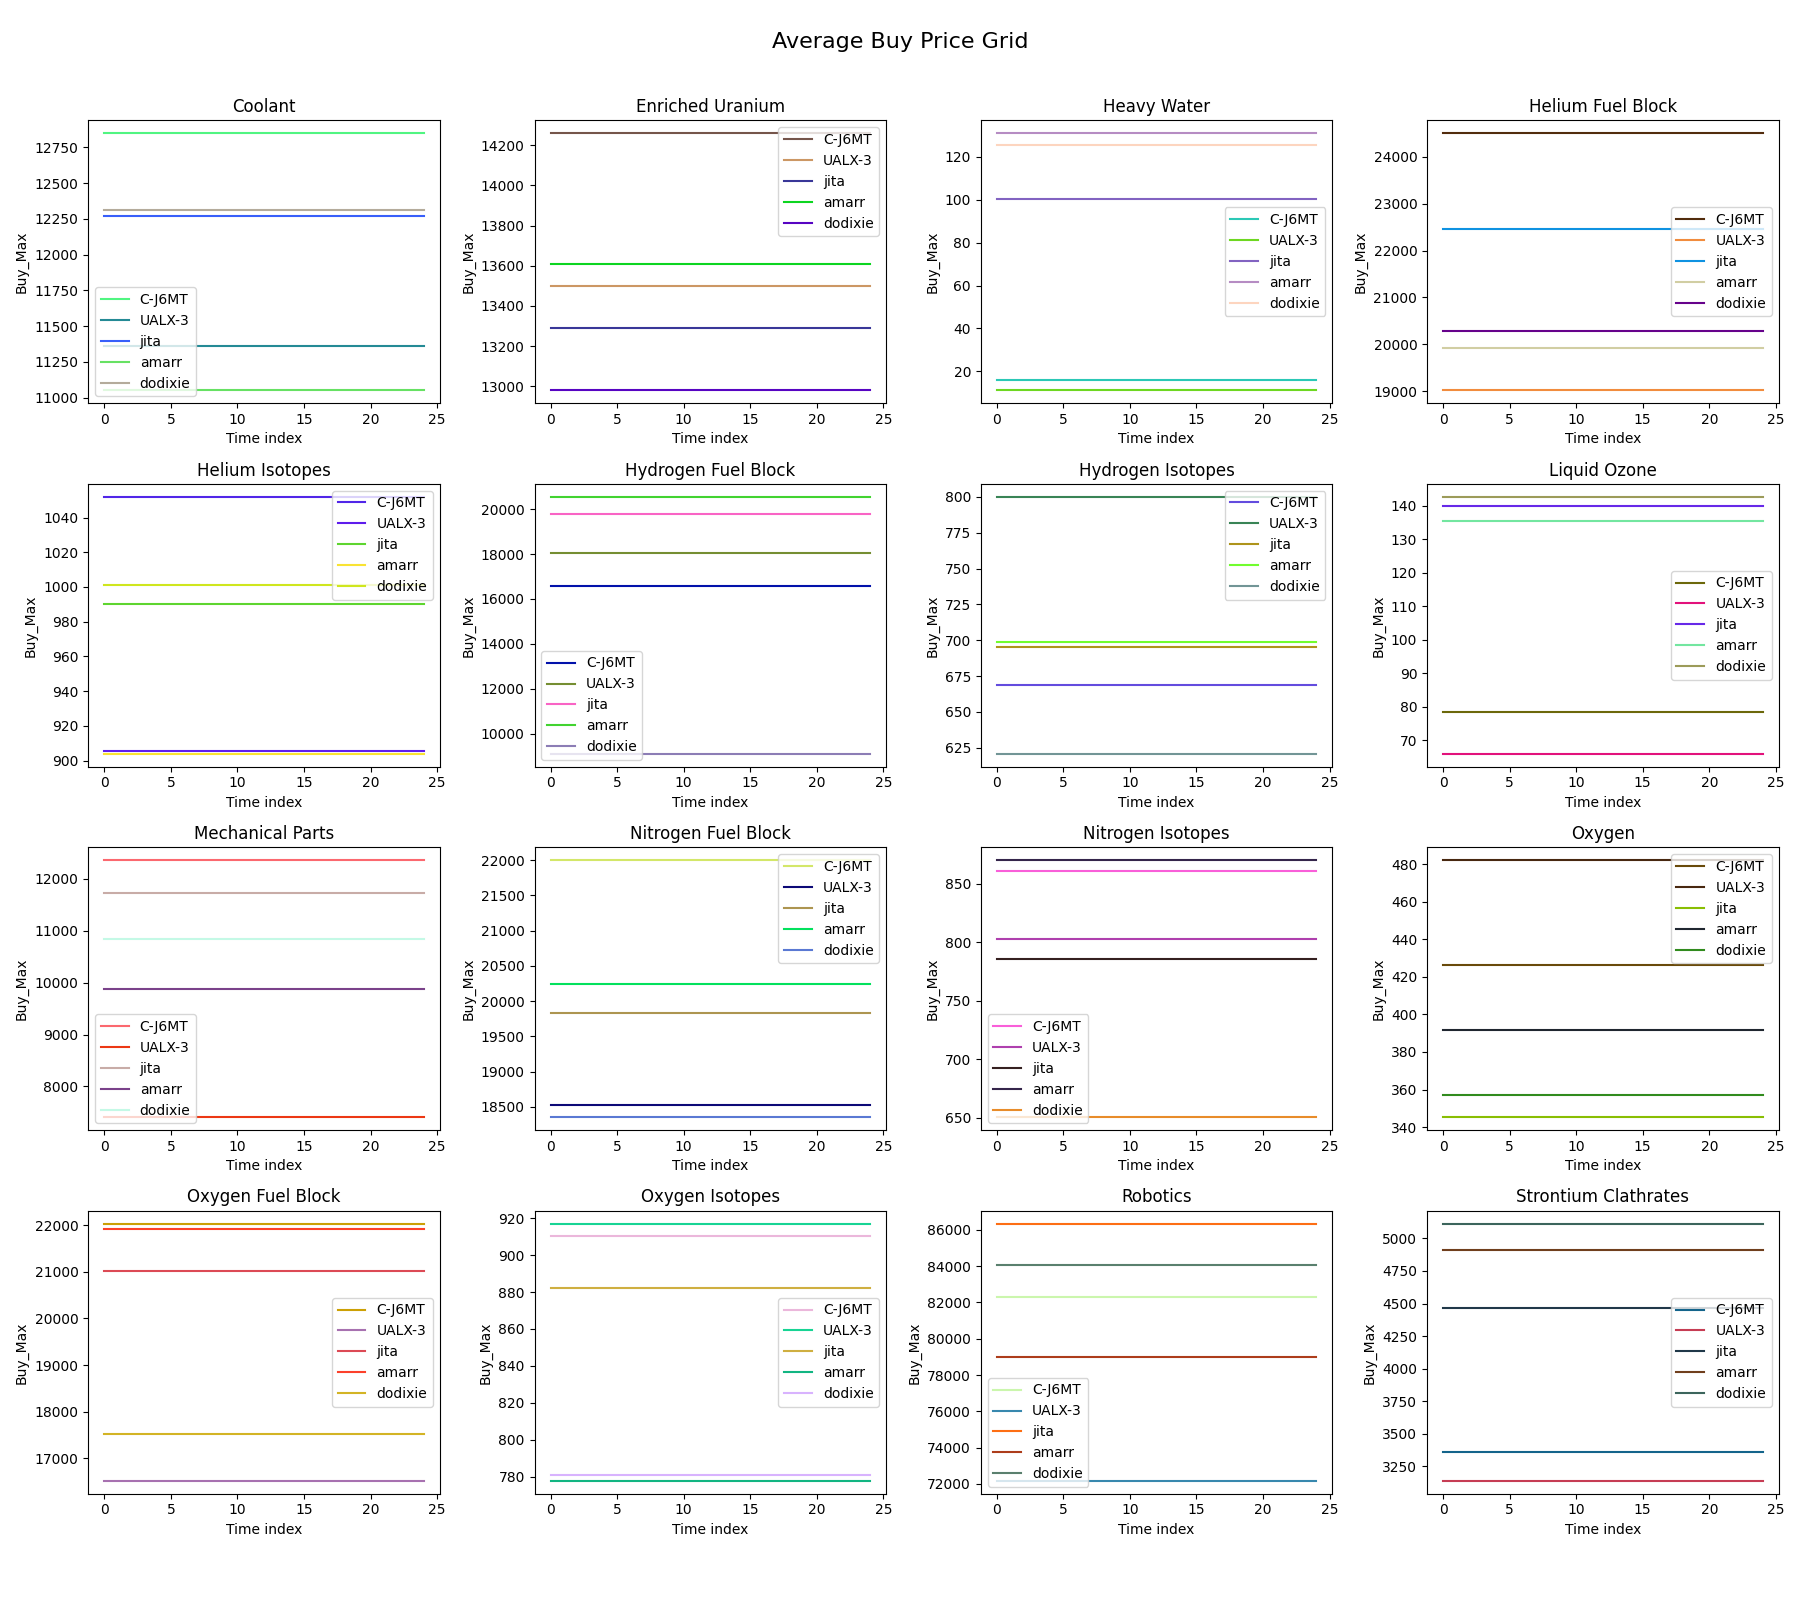 Average Buy Price Grid
Coolant
Buy_Max
12750
12500
12250
12000
11750
11500
11250
11000
C-J6MT
UALX-3
jita
amarr
dodixie
0 5 10 15 20 25
Time index
Enriched Uranium
Buy_Max
14200
14000
13800
13600
13400
13200
13000
C-J6MT
UALX-3
jita
amarr
dodixie
0 5 10 15 20 25
Time index
Heavy Water
Buy_Max
120
100
80
60
40
20
C-J6MT
UALX-3
jita
amarr
dodixie
0 5 10 15 20 25
Time index
Helium Fuel Block
Buy_Max
24000
23000
22000
21000
20000
19000
C-J6MT
UALX-3
jita
amarr
dodixie
0 5 10 15 20 25
Time index
Helium Isotopes
Buy_Max
1040
1020
1000
980
960
940
920
900
C-J6MT
UALX-3
jita
amarr
dodixie
0 5 10 15 20 25
Time index
Hydrogen Fuel Block
Buy_Max
20000
18000
16000
14000
12000
10000
C-J6MT
UALX-3
jita
amarr
dodixie
0 5 10 15 20 25
Time index
Hydrogen Isotopes
Buy_Max
800
775
750
725
700
675
650
625
C-J6MT
UALX-3
jita
amarr
dodixie
0 5 10 15 20 25
Time index
Liquid Ozone
Buy_Max
140
130
120
110
100
90
80
70
C-J6MT
UALX-3
jita
amarr
dodixie
0 5 10 15 20 25
Time index
Mechanical Parts
Buy_Max
12000
11000
10000
9000
8000
C-J6MT
UALX-3
jita
amarr
dodixie
0 5 10 15 20 25
Time index
Nitrogen Fuel Block
Buy_Max
22000
21500
21000
20500
20000
19500
19000
18500
C-J6MT
UALX-3
jita
amarr
dodixie
0 5 10 15 20 25
Time index
Nitrogen Isotopes
Buy_Max
850
800
750
700
650
C-J6MT
UALX-3
jita
amarr
dodixie
0 5 10 15 20 25
Time index
Oxygen
Buy_Max
480
460
440
420
400
380
360
340
C-J6MT
UALX-3
jita
amarr
dodixie
0 5 10 15 20 25
Time index
Oxygen Fuel Block
Buy_Max
22000
21000
20000
19000
18000
17000
C-J6MT
UALX-3
jita
amarr
dodixie
0 5 10 15 20 25
Time index
Oxygen Isotopes
Buy_Max
920
900
880
860
840
820
800
780
C-J6MT
UALX-3
jita
amarr
dodixie
0 5 10 15 20 25
Time index
Robotics
Buy_Max
86000
84000
82000
80000
78000
76000
74000
72000
C-J6MT
UALX-3
jita
amarr
dodixie
0 5 10 15 20 25
Time index
Strontium Clathrates
Buy_Max
5000
4750
4500
4250
4000
3750
3500
3250
C-J6MT
UALX-3
jita
amarr
dodixie
0 5 10 15 20 25
Time index